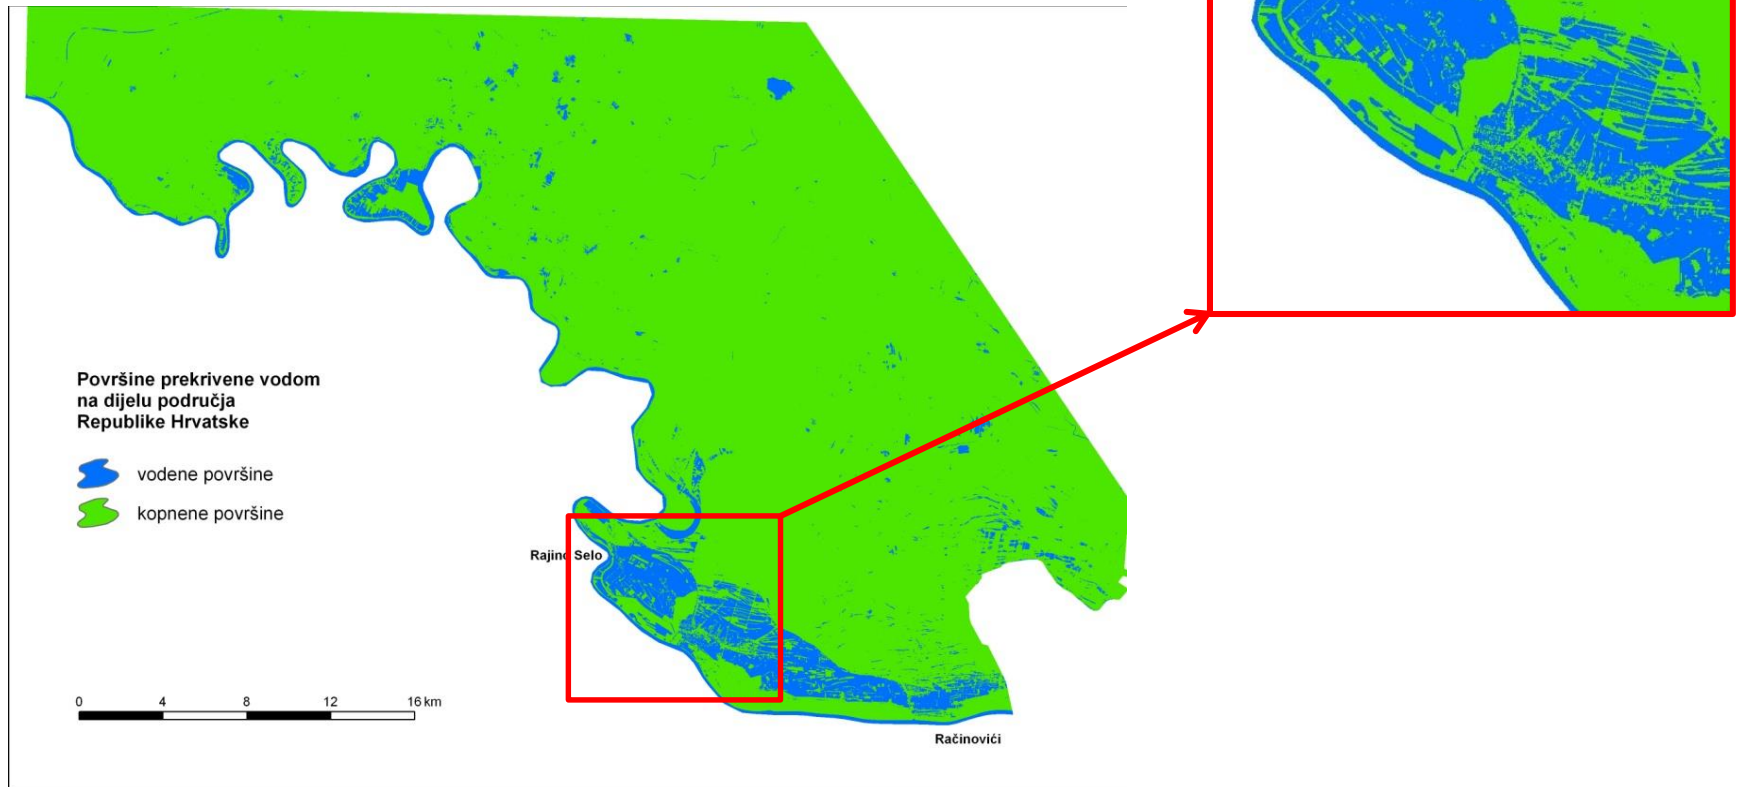 Površine prekrivene vodom
na dijelu područja
Republike Hrvatske
vodene površine
kopnene površine
Rajino Selo
0 4 8 12 16 km
Račinovići